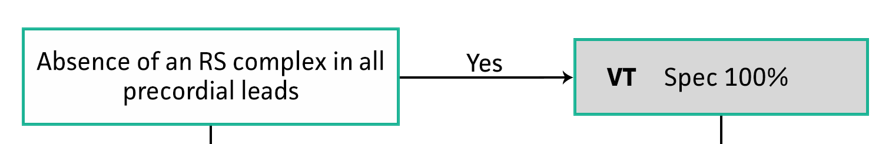 Absence of an RS complex in all
precordial leads
Yes
VT Spec 100%